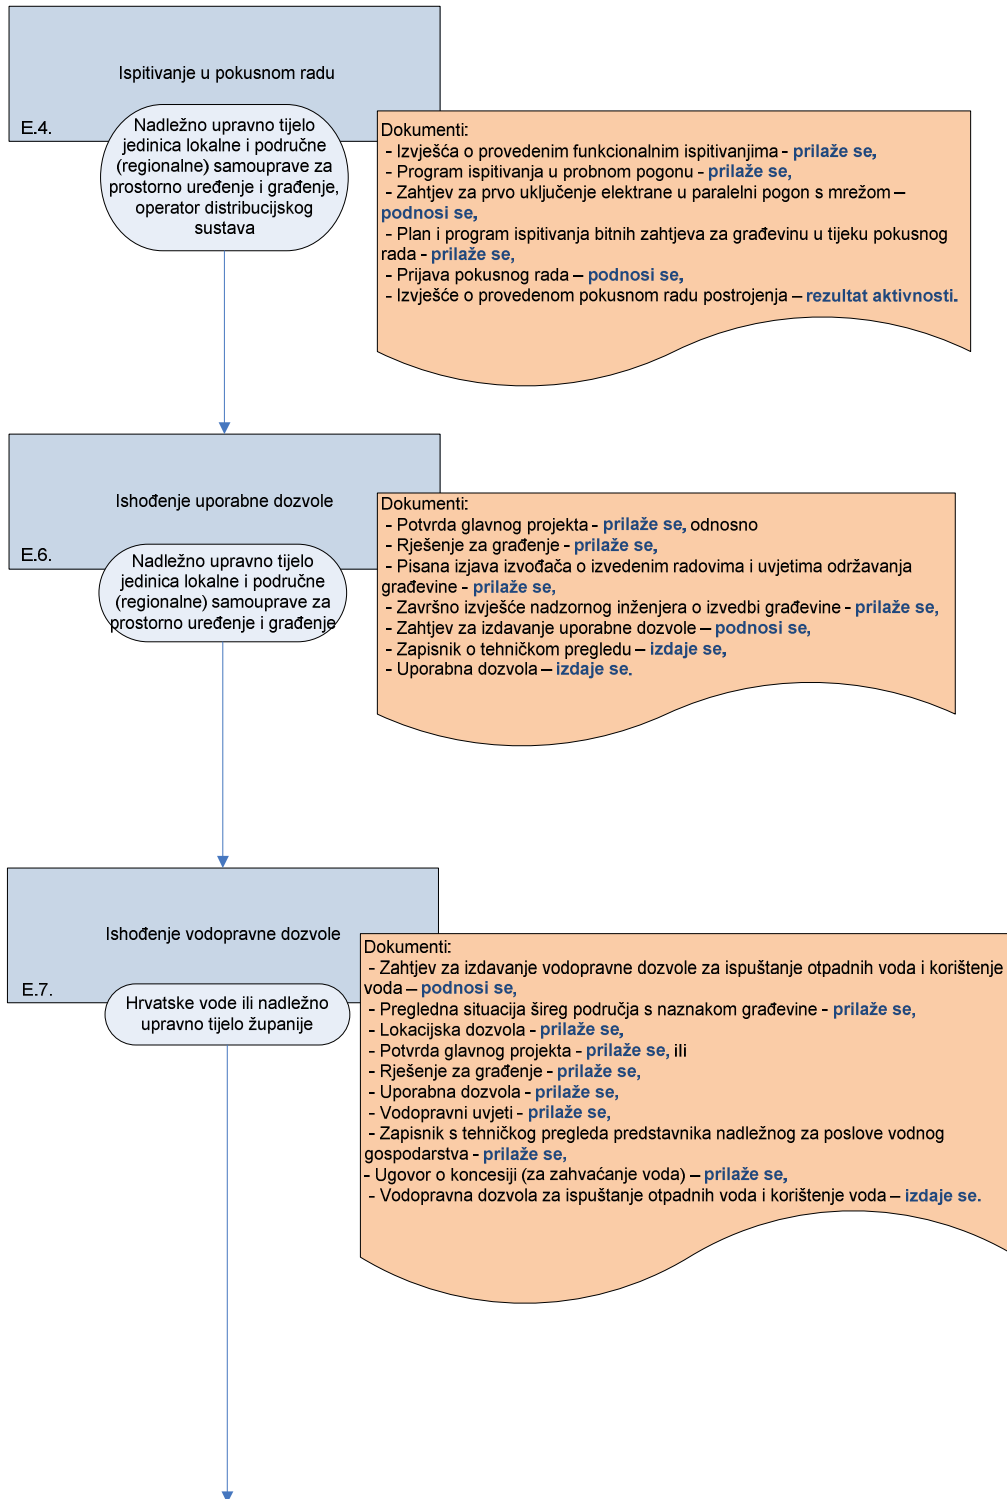 Ispitivanje u pokusnom radu
E.4.
Nadležno upravno tijelo
jedinica lokalne i područne
(regionalne) samouprave za
prostorno uređenje i građenje,
operator distribucijskog
sustava
Dokumenti:
- Izvješća o provedenim funkcionalnim ispitivanjima - prilaže se,
- Program ispitivanja u probnom pogonu - prilaže se,
- Zahtjev za prvo uključenje elektrane u paralelni pogon s mrežom –
podnosi se,
- Plan i program ispitivanja bitnih zahtjeva za građevinu u tijeku pokusnog
rada - prilaže se,
- Prijava pokusnog rada – podnosi se,
- Izvješće o provedenom pokusnom radu postrojenja – rezultat aktivnosti.
Ishođenje uporabne dozvole
E.6.
Nadležno upravno tijelo
jedinica lokalne i područne
(regionalne) samouprave za
prostorno uređenje i građenje
Dokumenti:
- Potvrda glavnog projekta - prilaže se, odnosno
- Rješenje za građenje - prilaže se,
- Pisana izjava izvođača o izvedenim radovima i uvjetima održavanja
građevine - prilaže se,
- Završno izvješće nadzornog inženjera o izvedbi građevine - prilaže se,
- Zahtjev za izdavanje uporabne dozvole – podnosi se,
- Zapisnik o tehničkom pregledu – izdaje se,
- Uporabna dozvola – izdaje se.
Ishođenje vodopravne dozvole
E.7.
Hrvatske vode ili nadležno
upravno tijelo županije
Dokumenti:
- Zahtjev za izdavanje vodopravne dozvole za ispuštanje otpadnih voda i korištenje
voda – podnosi se,
- Pregledna situacija šireg područja s naznakom građevine - prilaže se,
- Lokacijska dozvola - prilaže se,
- Potvrda glavnog projekta - prilaže se, ili
- Rješenje za građenje - prilaže se,
- Uporabna dozvola - prilaže se,
- Vodopravni uvjeti - prilaže se,
- Zapisnik s tehničkog pregleda predstavnika nadležnog za poslove vodnog
gospodarstva - prilaže se,
- Ugovor o koncesiji (za zahvaćanje voda) – prilaže se,
- Vodopravna dozvola za ispuštanje otpadnih voda i korištenje voda – izdaje se.